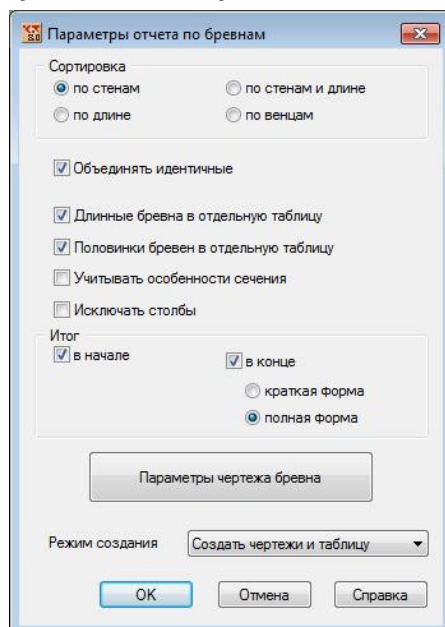 Параметры отчета по бревнам
Сортировка
по стенам
по стенам и длине
по длине
по венцам
Объединять идентичные
Длинные бревна в отдельную таблицу
Половинки бревен в отдельную таблицу
Учитывать особенности сечения
Исключать столбы
Итог
в начале
в конце
краткая форма
полная форма
Параметры чертежа бревна
Режим создания
Создать чертежи и таблицу
OK
Отмена
Справка